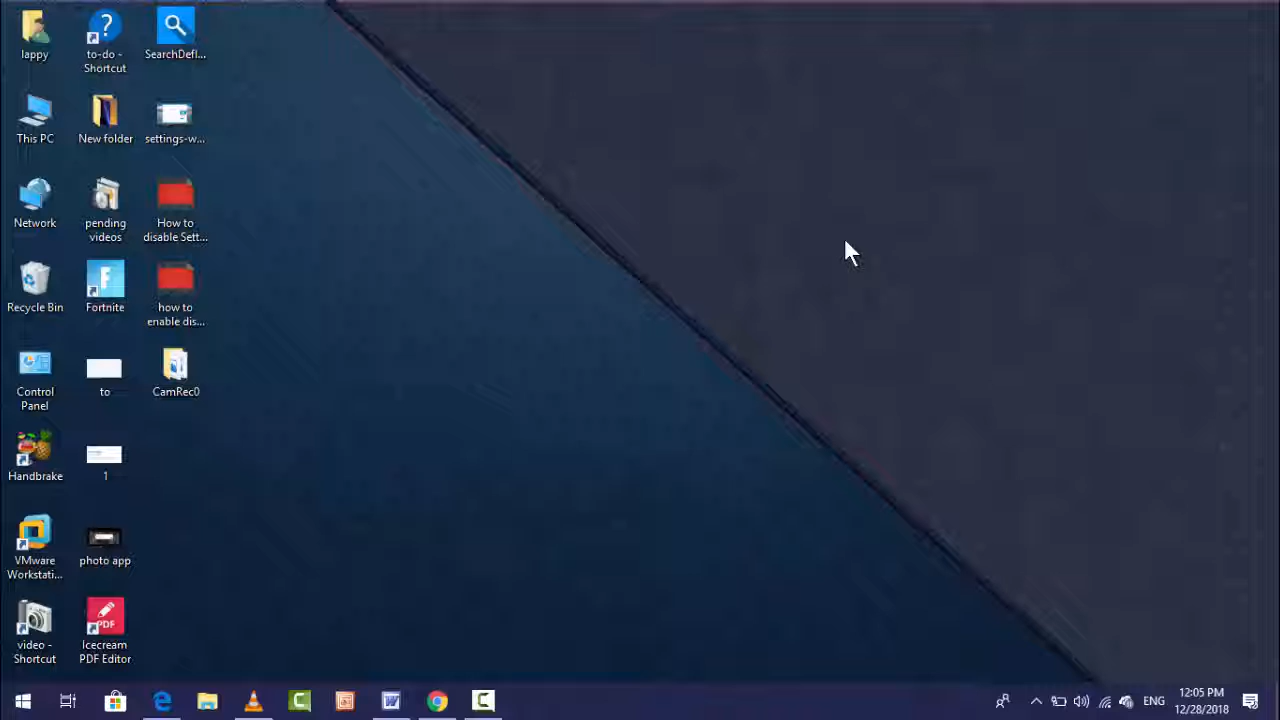 lappy
This PC
Network
Recycle Bin
Control
Panel
Handbrake
VMware
Workstati...
video -
Shortcut
to-do -
Shortcut
New folder
pending
videos
Fortnite
to
1
photo app
PDF
Icecream
PDF Editor
SearchDefl...
settings-w...
How to
disable Sett...
how to
enable dis...
CamRec0
ENG
12:05 PM
12/28/2018